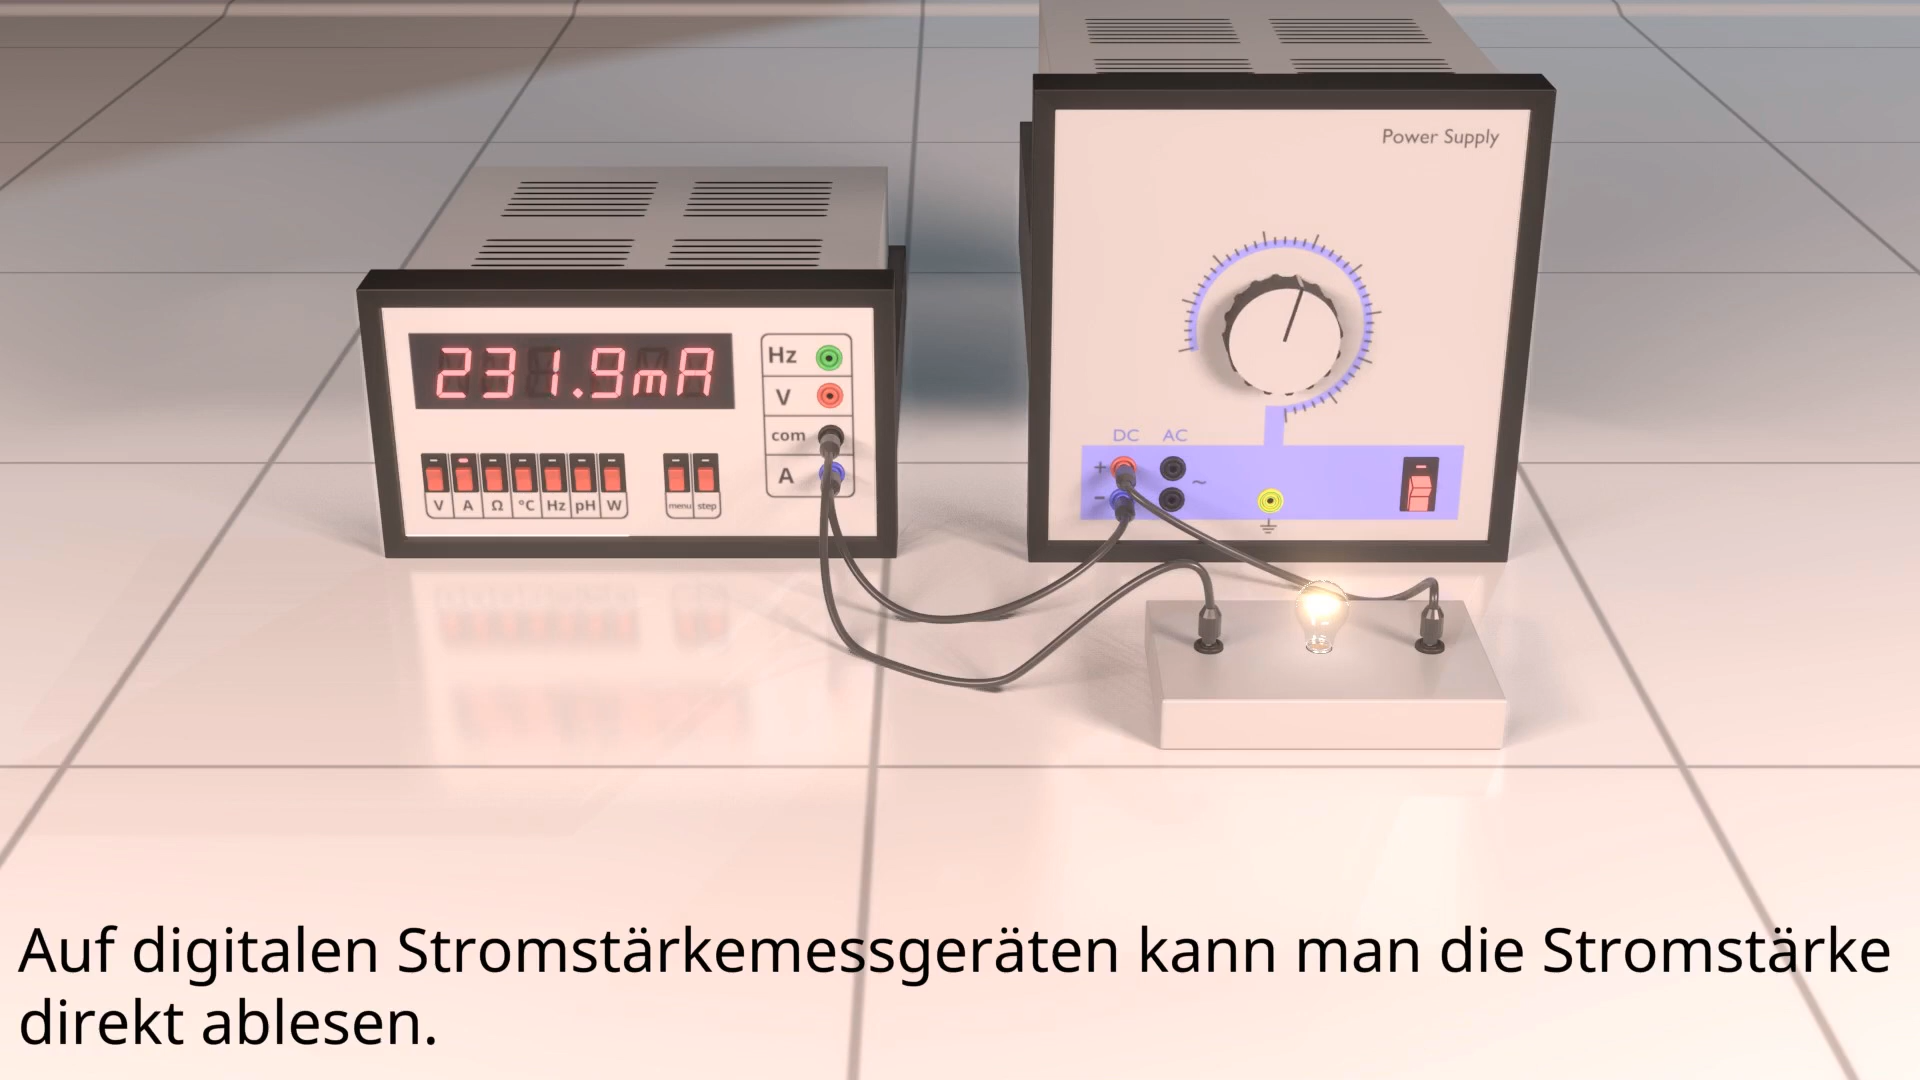 Power Supply
231.9mA
Hz
V
com
A
V A Ω °C Hz pH W
menu step
DC AC
+
- ~
Auf digitalen Stromstärkemessgeräten kann man die Stromstärke
direkt ablesen.